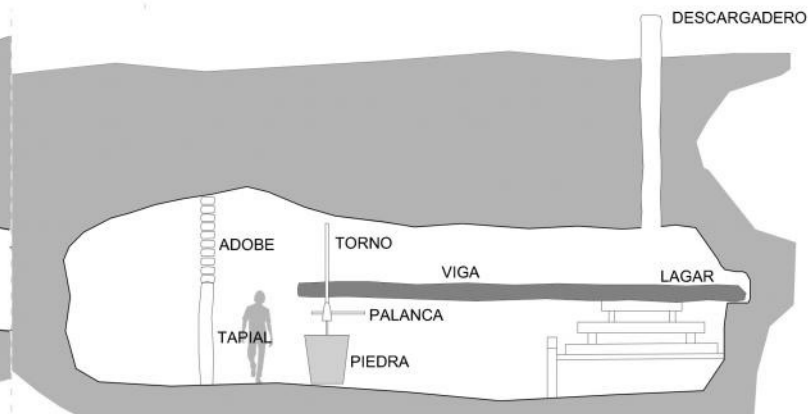 DESCARGADERO
ADOBE
TORNO
VIGA
LAGAR
PALANCA
TAPIAL
PIEDRA